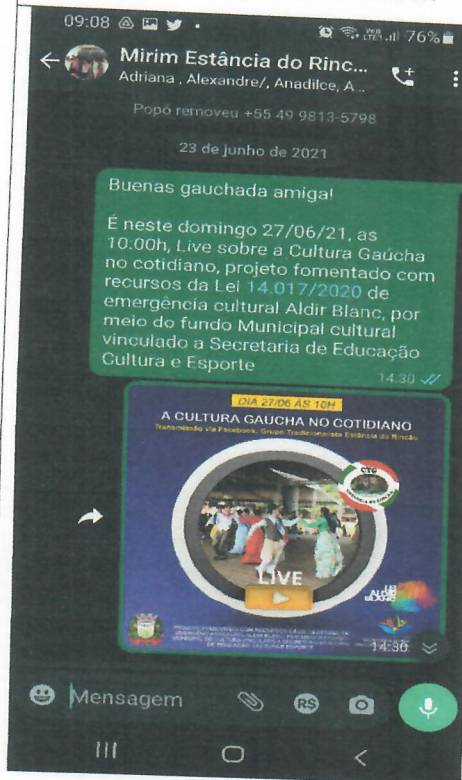 09:08
76%
Mirim Estância do Rinc...
Adriana , Alexandre/, Anadilce, A...
Popó removeu +55 49 9813-5798
23 de junho de 2021
Buenas gauchada amiga!
É neste domingo 27/06/21, as
10:00h, Live sobre a Cultura Gaúcha
no cotidiano, projeto fomentado com
recursos da Lei 14.017/2020 de
emergência cultural Aldir Blanc, por
meio do fundo Municipal cultural
vinculado a Secretaria de Educação
Cultura e Esporte
14:30
DIA 27/06 ÁS 10H
A CULTURA GAUCHA NO COTIDIANO
Transmissão via Facebook: Grupo Tradicionalista Estância do Rincão
CTG
LIVE
LEI
ALDIR
BLANC
14:30
Mensagem
R$